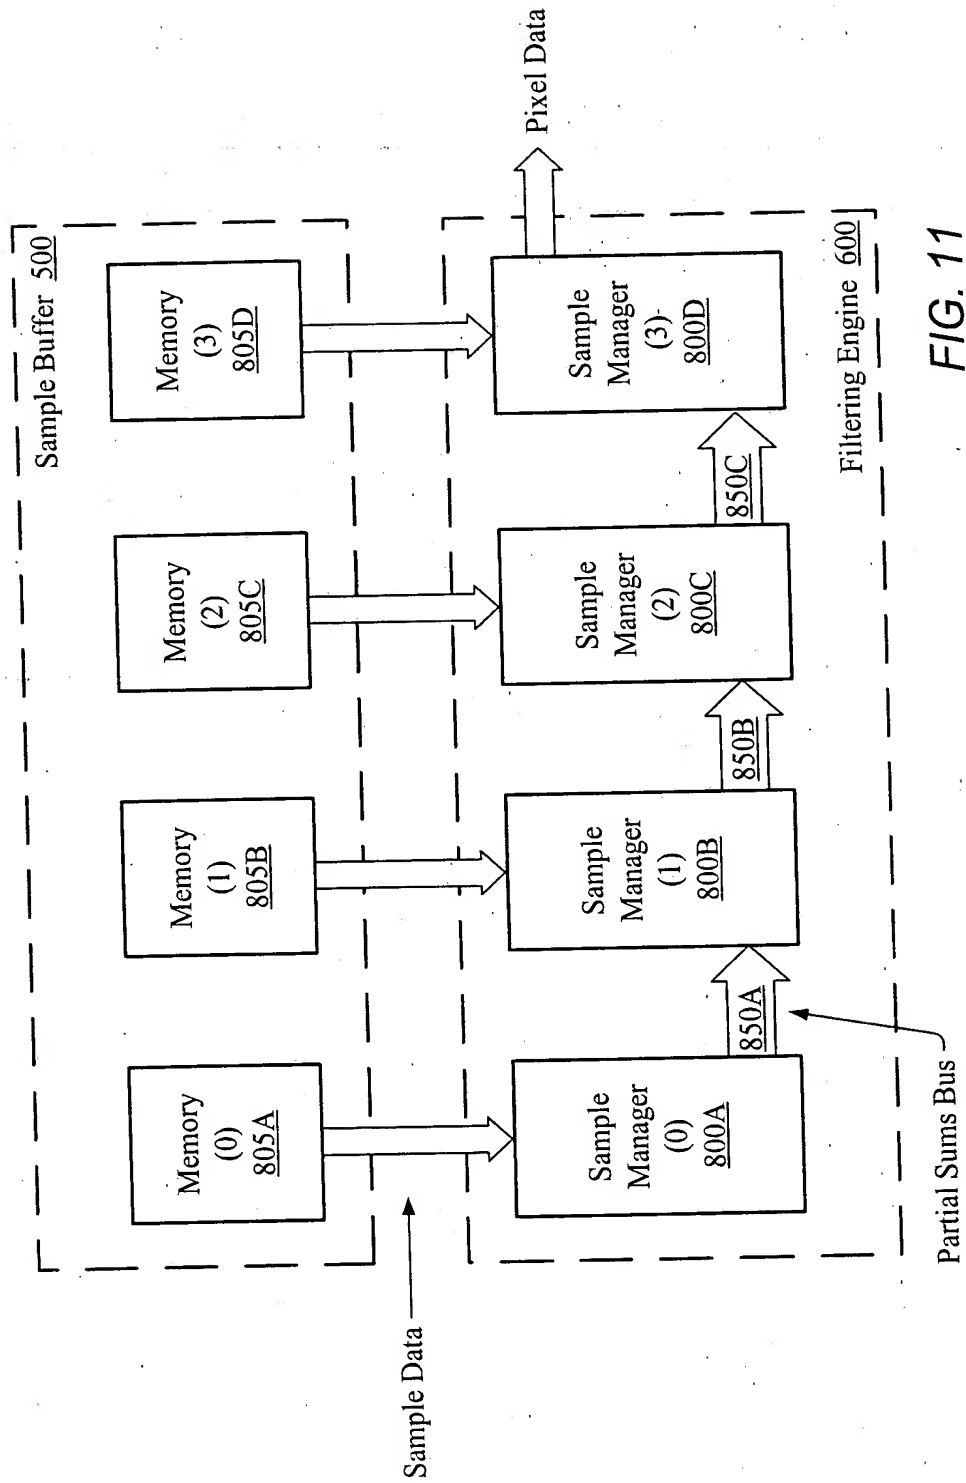 Sample Buffer 500
Memory
(0)
805A
Memory
(1)
805B
Memory
(2)
805C
Memory
(3)
805D
Sample Data
Sample
Manager
(0)
800A
Sample
Manager
(1)
800B
Sample
Manager
(2)
800C
Sample
Manager
(3)
800D
Pixel Data
850A
850B
850C
Partial Sums Bus
Filtering Engine 600
FIG. 11